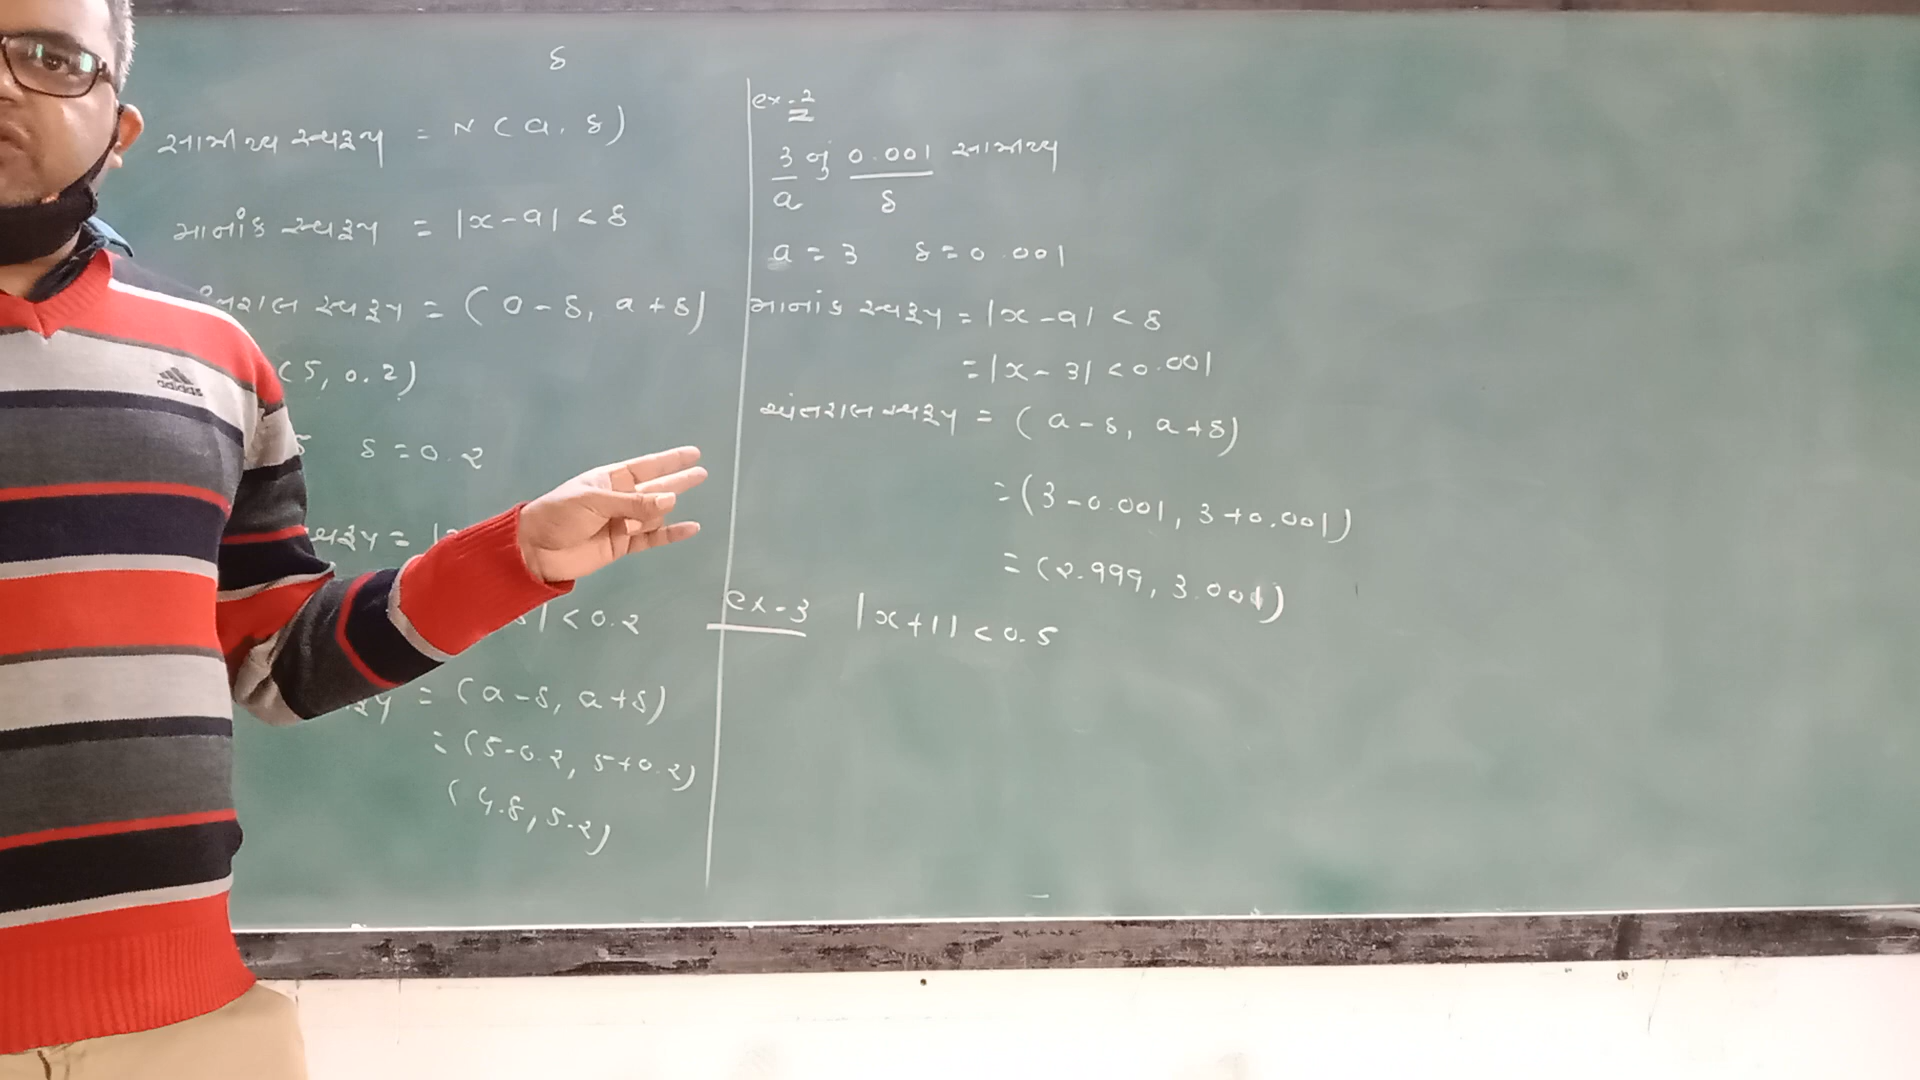 δ
સામીપ્ય સ્વરૂપ = N (a, δ)
માનાંક સ્વરૂપ = |x-a| < δ
સ્વરૂપ = (a-δ, a+δ)
(5, 0.2)
δ = 0.2
| < 0.2
= (a-δ, a+δ)
= (5-0.2, 5+0.2)
(4.8, 5.2)
adidas
ex-2
3 નું 0.001 સામીપ્ય
a δ
a = 3 δ = 0.001
માનાંક સ્વરૂપ = |x-a| < δ
= |x-3| < 0.001
અંતરાલ સ્વરૂપ = (a-δ, a+δ)
= (3-0.001, 3+0.001)
= (2.999, 3.001)
ex-3 |x+1| < 0.5